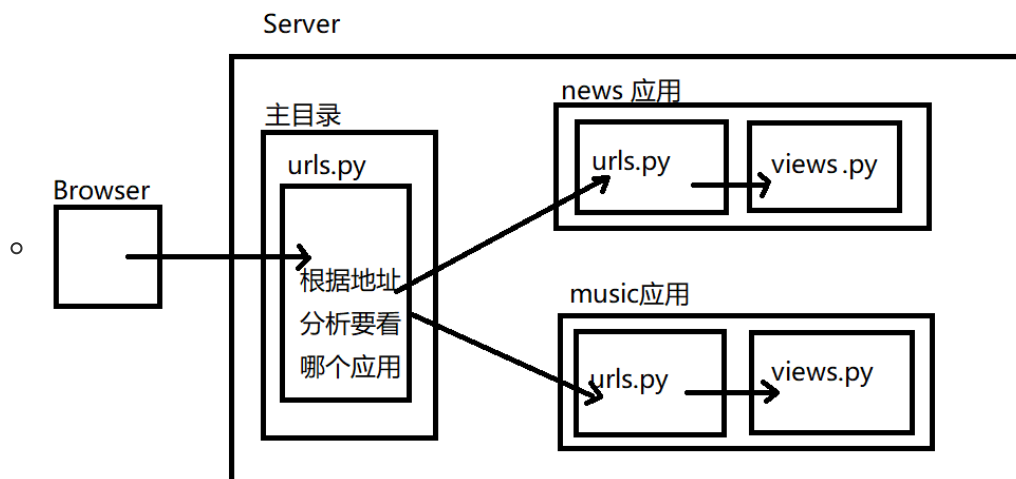 Server
news 应用
主目录
urls.py
urls.py
views.py
Browser
根据地址
分析要看
哪个应用
music应用
urls.py
views.py